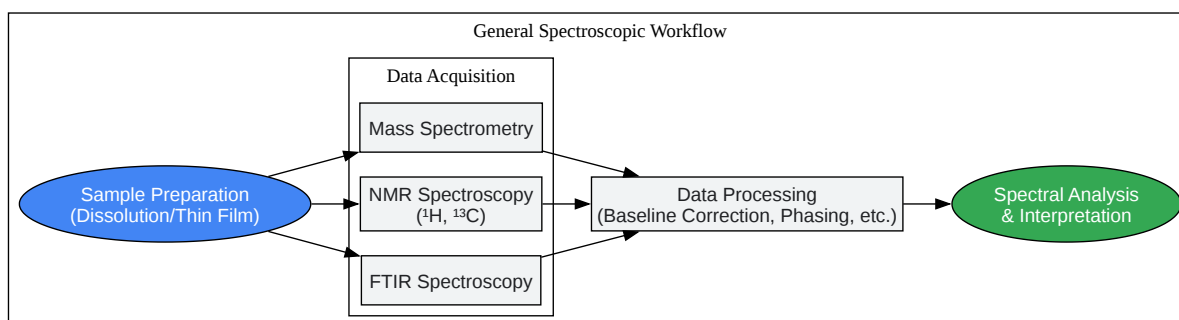 General Spectroscopic Workflow
Data Acquisition
Mass Spectrometry
Sample Preparation
(Dissolution/Thin Film)
NMR Spectroscopy
(¹H, ¹³C)
Data Processing
(Baseline Correction, Phasing, etc.)
Spectral Analysis
& Interpretation
FTIR Spectroscopy